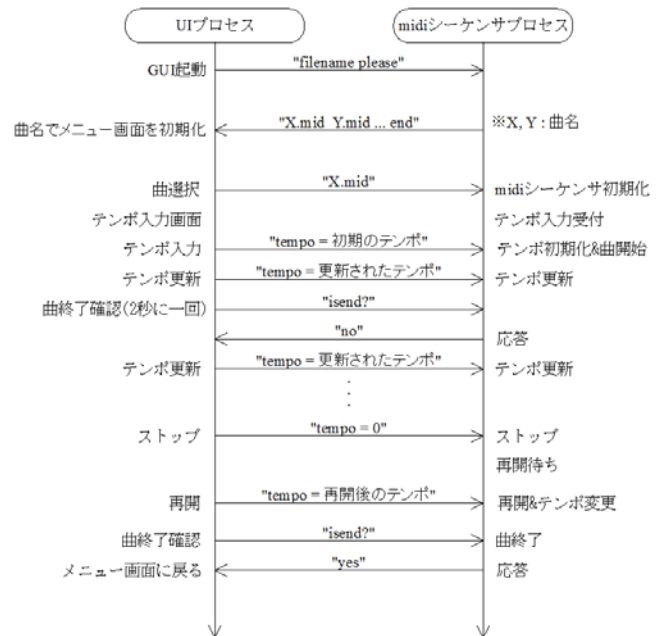 UIプロセス midiシーケンサプロセス
GUI起動 "filename please"
曲名でメニュー画面を初期化 "X.mid Y.mid ... end" ※X, Y : 曲名
曲選択 "X.mid" midiシーケンサ初期化
テンポ入力画面 テンポ入力受付
テンポ入力 "tempo = 初期のテンポ" テンポ初期化&曲開始
テンポ更新 "tempo = 更新されたテンポ" テンポ更新
曲終了確認(2秒に一回) "isend?"
"no" 応答
テンポ更新 "tempo = 更新されたテンポ" テンポ更新
⋮
ストップ "tempo = 0" ストップ
再開待ち
再開 "tempo = 再開後のテンポ" 再開&テンポ変更
曲終了確認 "isend?" 曲終了
メニュー画面に戻る "yes" 応答